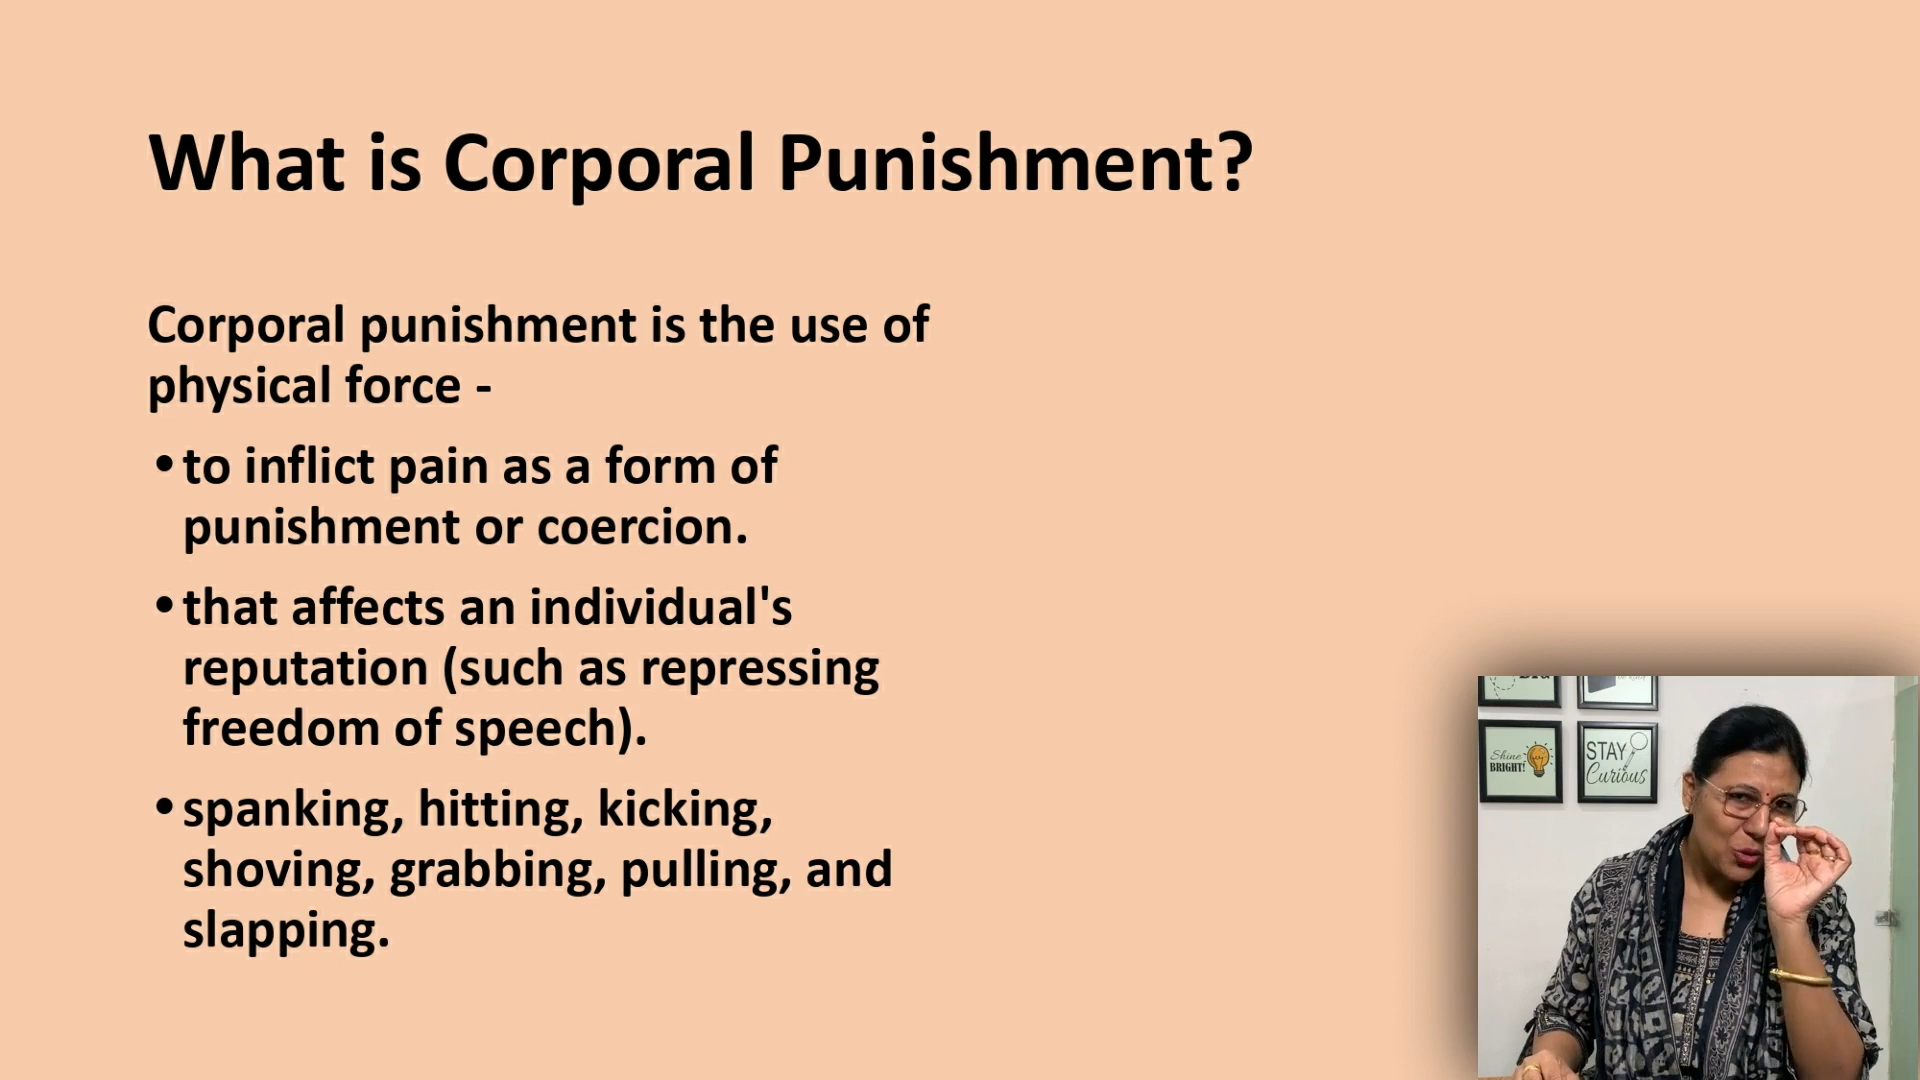 What is Corporal Punishment?
Corporal punishment is the use of
physical force -
•to inflict pain as a form of
punishment or coercion.
•that affects an individual's
reputation (such as repressing
freedom of speech).
•spanking, hitting, kicking,
shoving, grabbing, pulling, and
slapping.
Shine
BRIGHT!
STAY
Curious